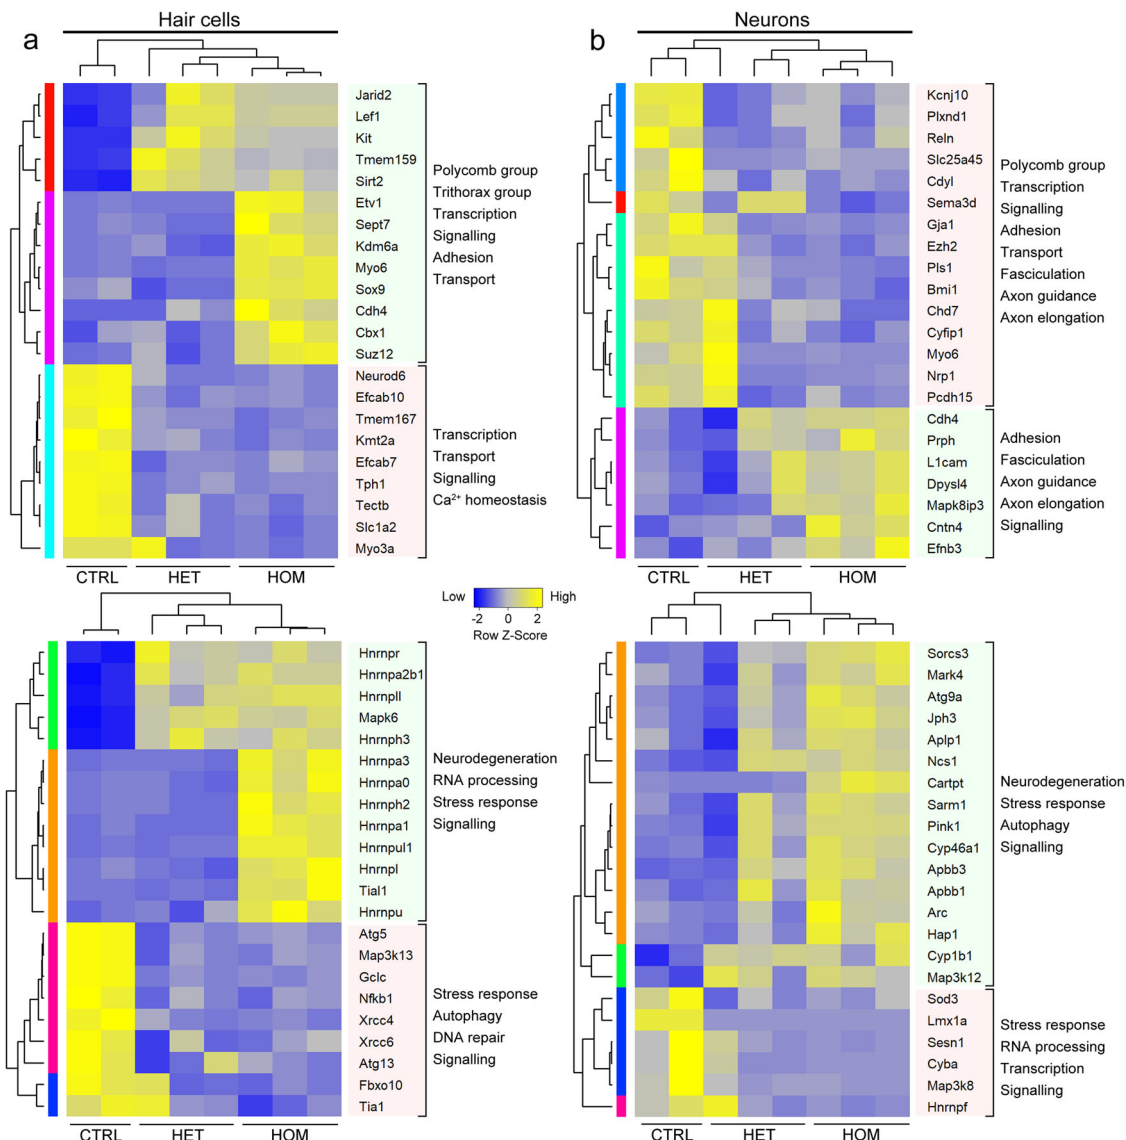 a
Hair cells
Jarid2
Lef1
Kit
Tmem159
Sirt2
Etv1
Sept7
Kdm6a
Myo6
Sox9
Cdh4
Cbx1
Suz12
Neurod6
Efcab10
Tmem167
Kmt2a
Efcab7
Tph1
Tectb
Slc1a2
Myo3a
Polycomb group
Trithorax group
Transcription
Signalling
Adhesion
Transport
Transcription
Transport
Signalling
Ca²⁺ homeostasis
CTRL HET HOM
b
Neurons
Kcnj10
Plxnd1
Reln
Slc25a45
Cdyl
Sema3d
Gja1
Ezh2
Pls1
Bmi1
Chd7
Cyfip1
Myo6
Nrp1
Pcdh15
Cdh4
Prph
L1cam
Dpysl4
Mapk8ip3
Cntn4
Efnb3
Polycomb group
Transcription
Signalling
Adhesion
Transport
Fasciculation
Axon guidance
Axon elongation
Adhesion
Fasciculation
Axon guidance
Axon elongation
Signalling
CTRL HET HOM
Low High
-2 0 2
Row Z-Score
Hnrnpr
Hnrnpa2b1
Hnrnpll
Mapk6
Hnrnph3
Hnrnpa3
Hnrnpa0
Hnrnph2
Hnrnpa1
Hnrnpul1
Hnrnpl
Tial1
Hnrnpu
Atg5
Map3k13
Gclc
Nfkb1
Xrcc4
Xrcc6
Atg13
Fbxo10
Tia1
Neurodegeneration
RNA processing
Stress response
Signalling
Stress response
Autophagy
DNA repair
Signalling
CTRL HET HOM
Sorcs3
Mark4
Atg9a
Jph3
Aplp1
Ncs1
Cartpt
Sarm1
Pink1
Cyp46a1
Apbb3
Apbb1
Arc
Hap1
Cyp1b1
Map3k12
Sod3
Lmx1a
Sesn1
Cyba
Map3k8
Hnrnpf
Neurodegeneration
Stress response
Autophagy
Signalling
Stress response
RNA processing
Transcription
Signalling
CTRL HET HOM